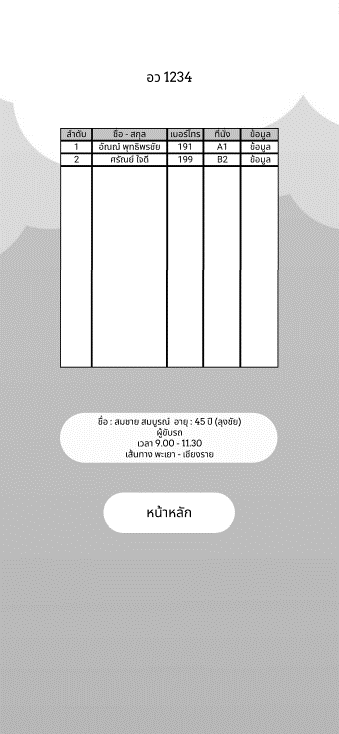 อว 1234
ลำดับ ชื่อ - สกุล เบอร์โทร ที่นั่ง ข้อมูล
1 อัณณ์ พุทธิพรชัย 191 A1 ข้อมูล
2 ศรัณย์ ใจดี 199 B2 ข้อมูล
ชื่อ : สมชาย สมบูรณ์ อายุ : 45 ปี (ลุงชัย)
ผู้ขับรถ
เวลา 9.00 - 11.30
เส้นทาง พะเยา - เชียงราย
หน้าหลัก